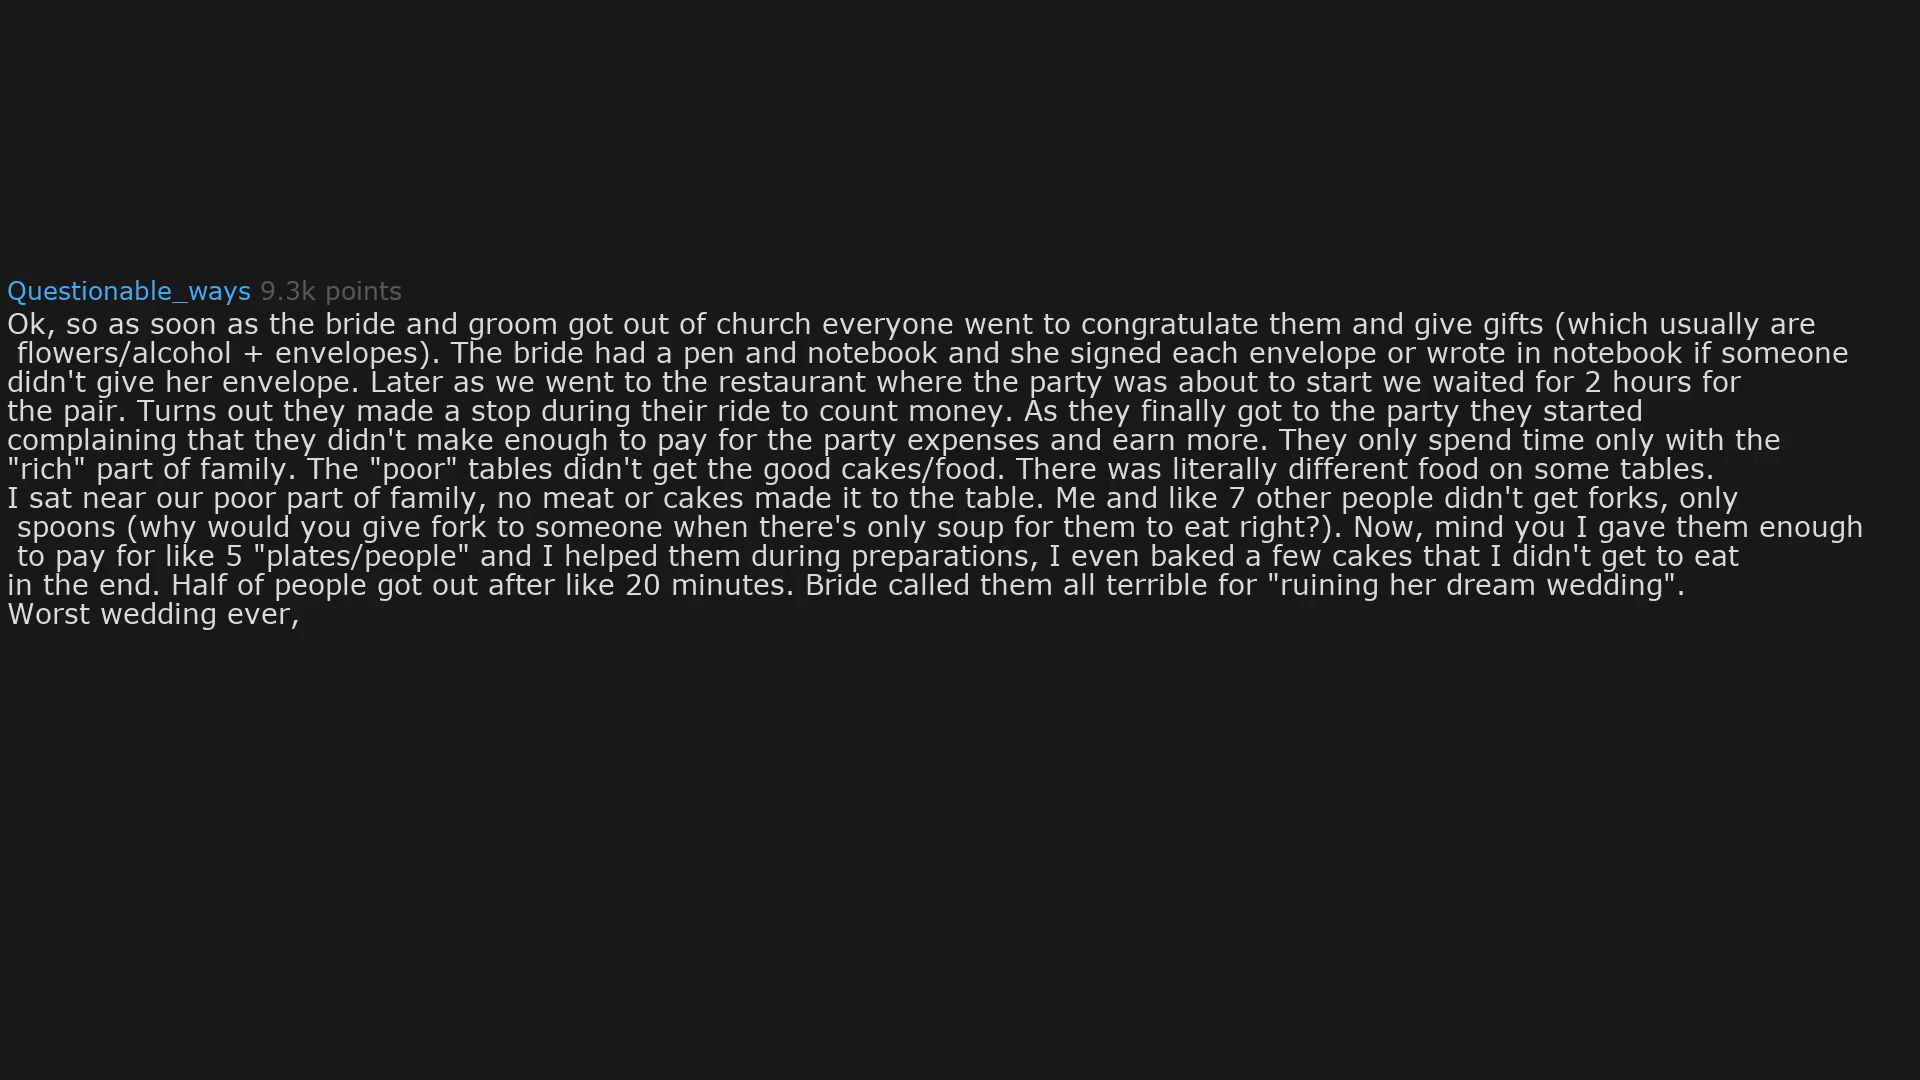 Questionable_ways 9.3k points
Ok, so as soon as the bride and groom got out of church everyone went to congratulate them and give gifts (which usually are
flowers/alcohol + envelopes). The bride had a pen and notebook and she signed each envelope or wrote in notebook if someone
didn't give her envelope. Later as we went to the restaurant where the party was about to start we waited for 2 hours for
the pair. Turns out they made a stop during their ride to count money. As they finally got to the party they started
complaining that they didn't make enough to pay for the party expenses and earn more. They only spend time only with the
"rich" part of family. The "poor" tables didn't get the good cakes/food. There was literally different food on some tables.
I sat near our poor part of family, no meat or cakes made it to the table. Me and like 7 other people didn't get forks, only
spoons (why would you give fork to someone when there's only soup for them to eat right?). Now, mind you I gave them enough
to pay for like 5 "plates/people" and I helped them during preparations, I even baked a few cakes that I didn't get to eat
in the end. Half of people got out after like 20 minutes. Bride called them all terrible for "ruining her dream wedding".
Worst wedding ever,